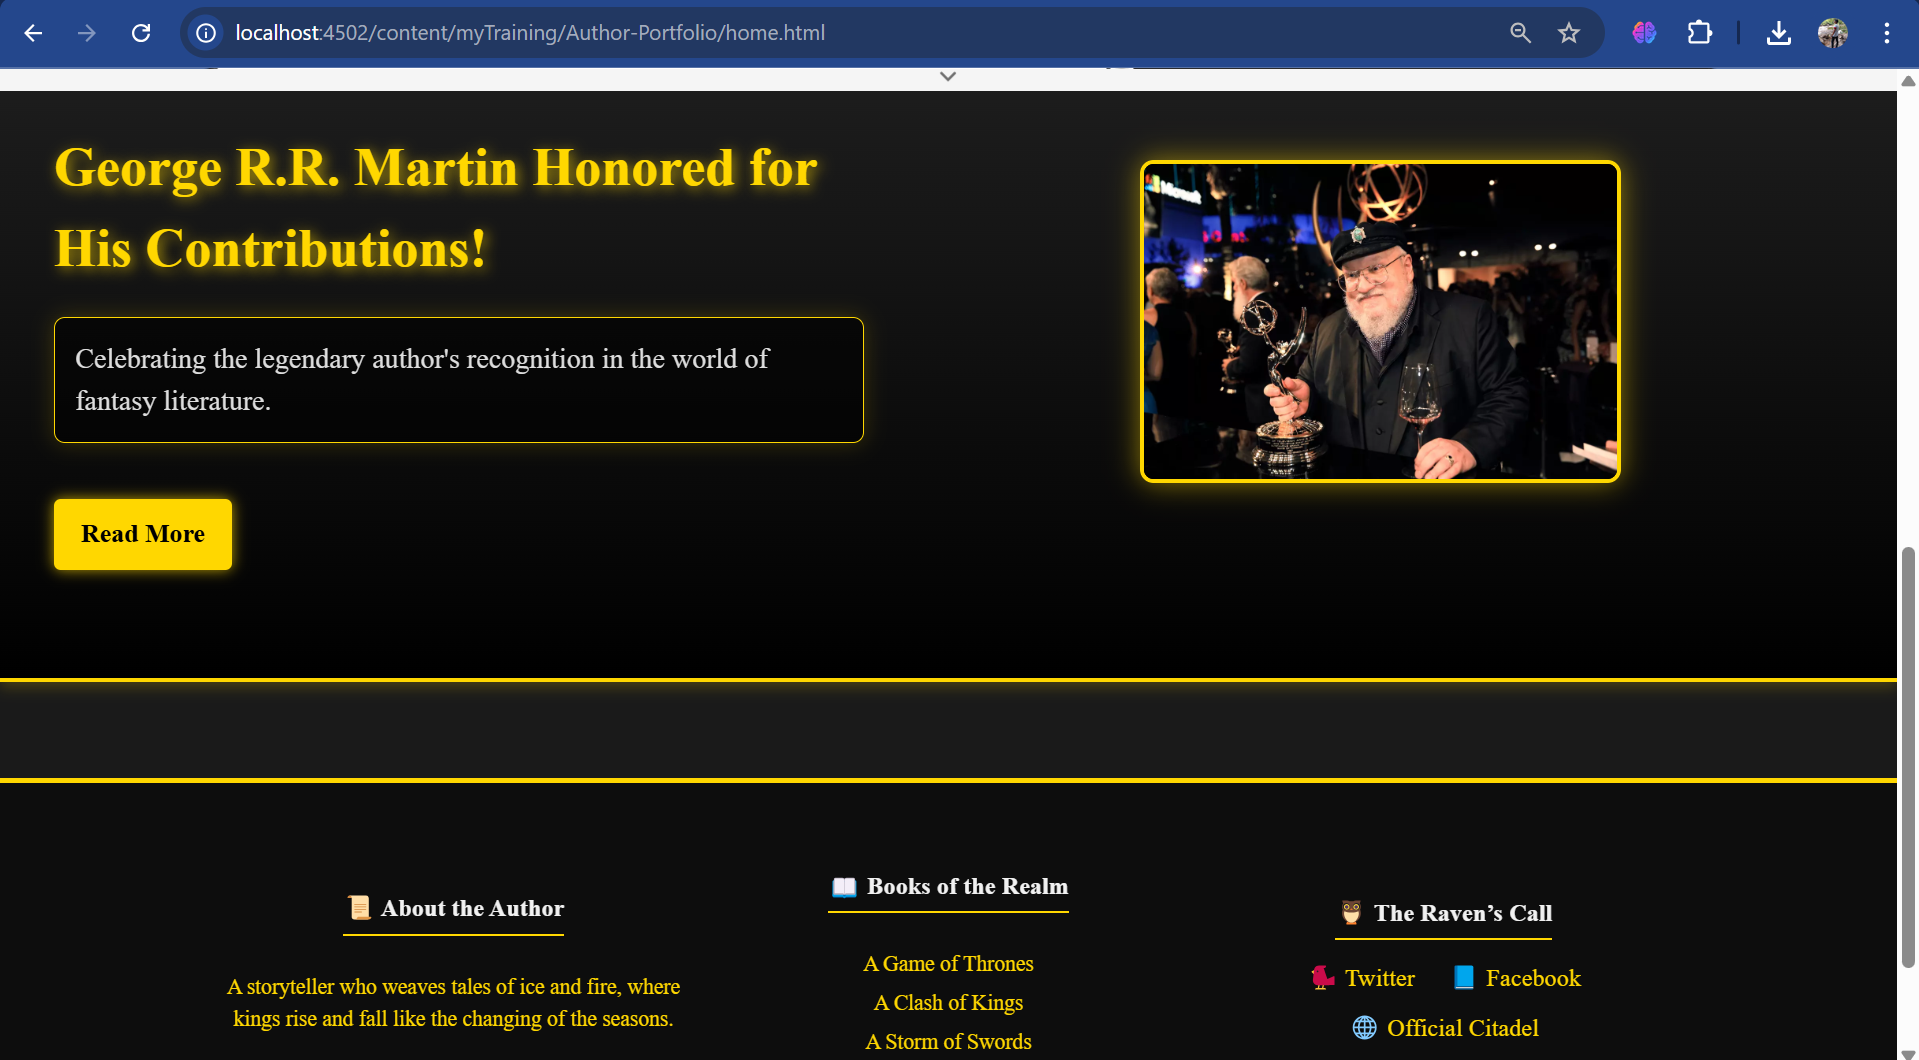 localhost:4502/content/myTraining/Author-Portfolio/home.html
George R.R. Martin Honored for
His Contributions!
Microsoft
Celebrating the legendary author's recognition in the world of
fantasy literature.
Read More
About the Author
A storyteller who weaves tales of ice and fire, where
kings rise and fall like the changing of the seasons.
Books of the Realm
A Game of Thrones
A Clash of Kings
A Storm of Swords
The Raven’s Call
Twitter
Facebook
Official Citadel